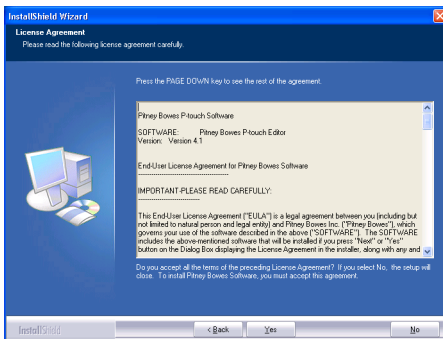 InstallShield Wizard
License Agreement
Please read the following license agreement carefully.
Press the PAGE DOWN key to see the rest of the agreement.
Pitney Bowes P-touch Software
SOFTWARE: Pitney Bowes P-touch Editor
Version: Version 4.1
End-User License Agreement for Pitney Bowes Software
------------------------------------------
IMPORTANT-PLEASE READ CAREFULLY:
------------------------------------------
This End-User License Agreement ("EULA") is a legal agreement between you (including but
not limited to natural person and legal entity) and Pitney Bowes Inc. ("Pitney Bowes"), which
governs your use of the software described in the above ("SOFTWARE"). The SOFTWARE
includes the above-mentioned software that will be installed if you press "Next" or "Yes"
button on the Dialog Box displaying the License Agreement in the installer, along with any and
Do you accept all the terms of the preceding License Agreement? If you select No, the setup will
close. To install Pitney Bowes Software, you must accept this agreement.
InstallShield
< Back
Yes
No